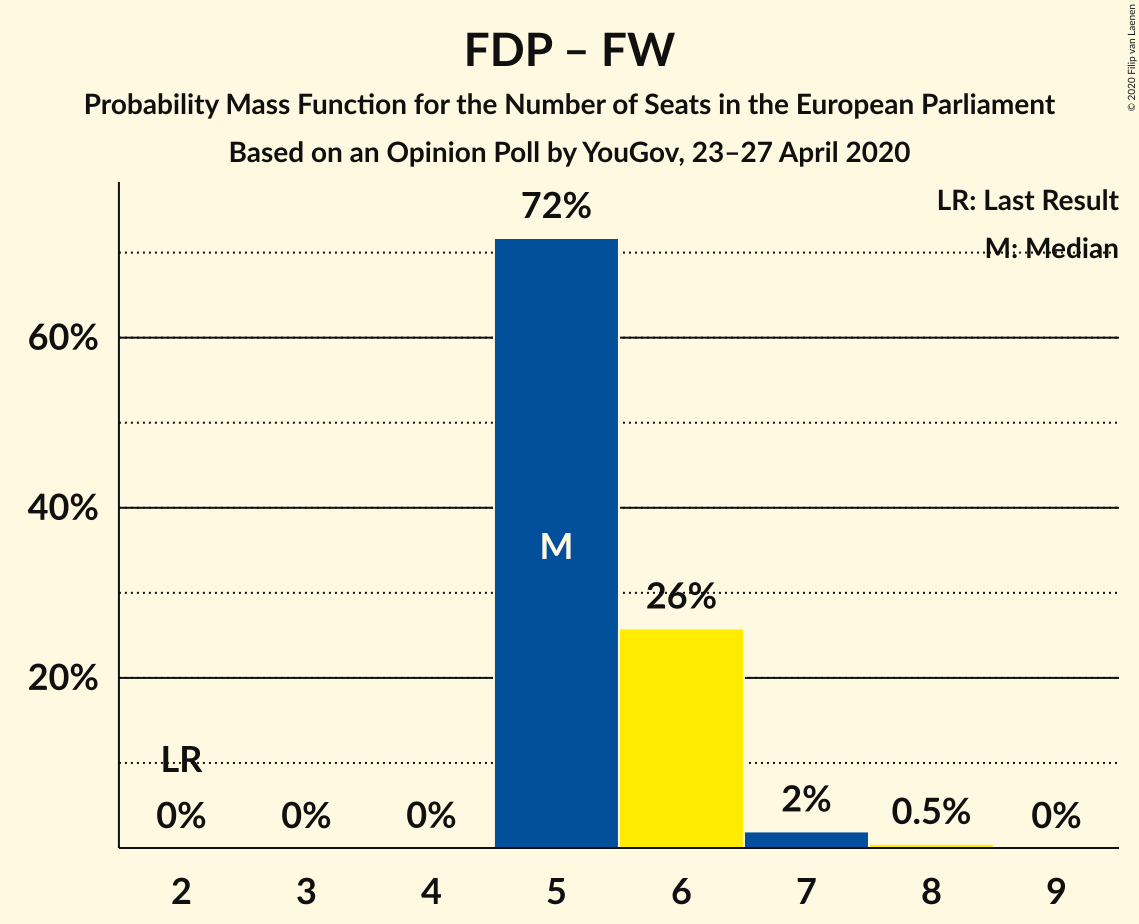 FDP – FW
Probability Mass Function for the Number of Seats in the European Parliament
Based on an Opinion Poll by YouGov, 23–27 April 2020
© 2020 Filip van Laenen
LR: Last Result
M: Median
72%
60%
40%
20%
M
26%
LR
0%
0%
0%
2%
0.5%
0%
2 3 4 5 6 7 8 9